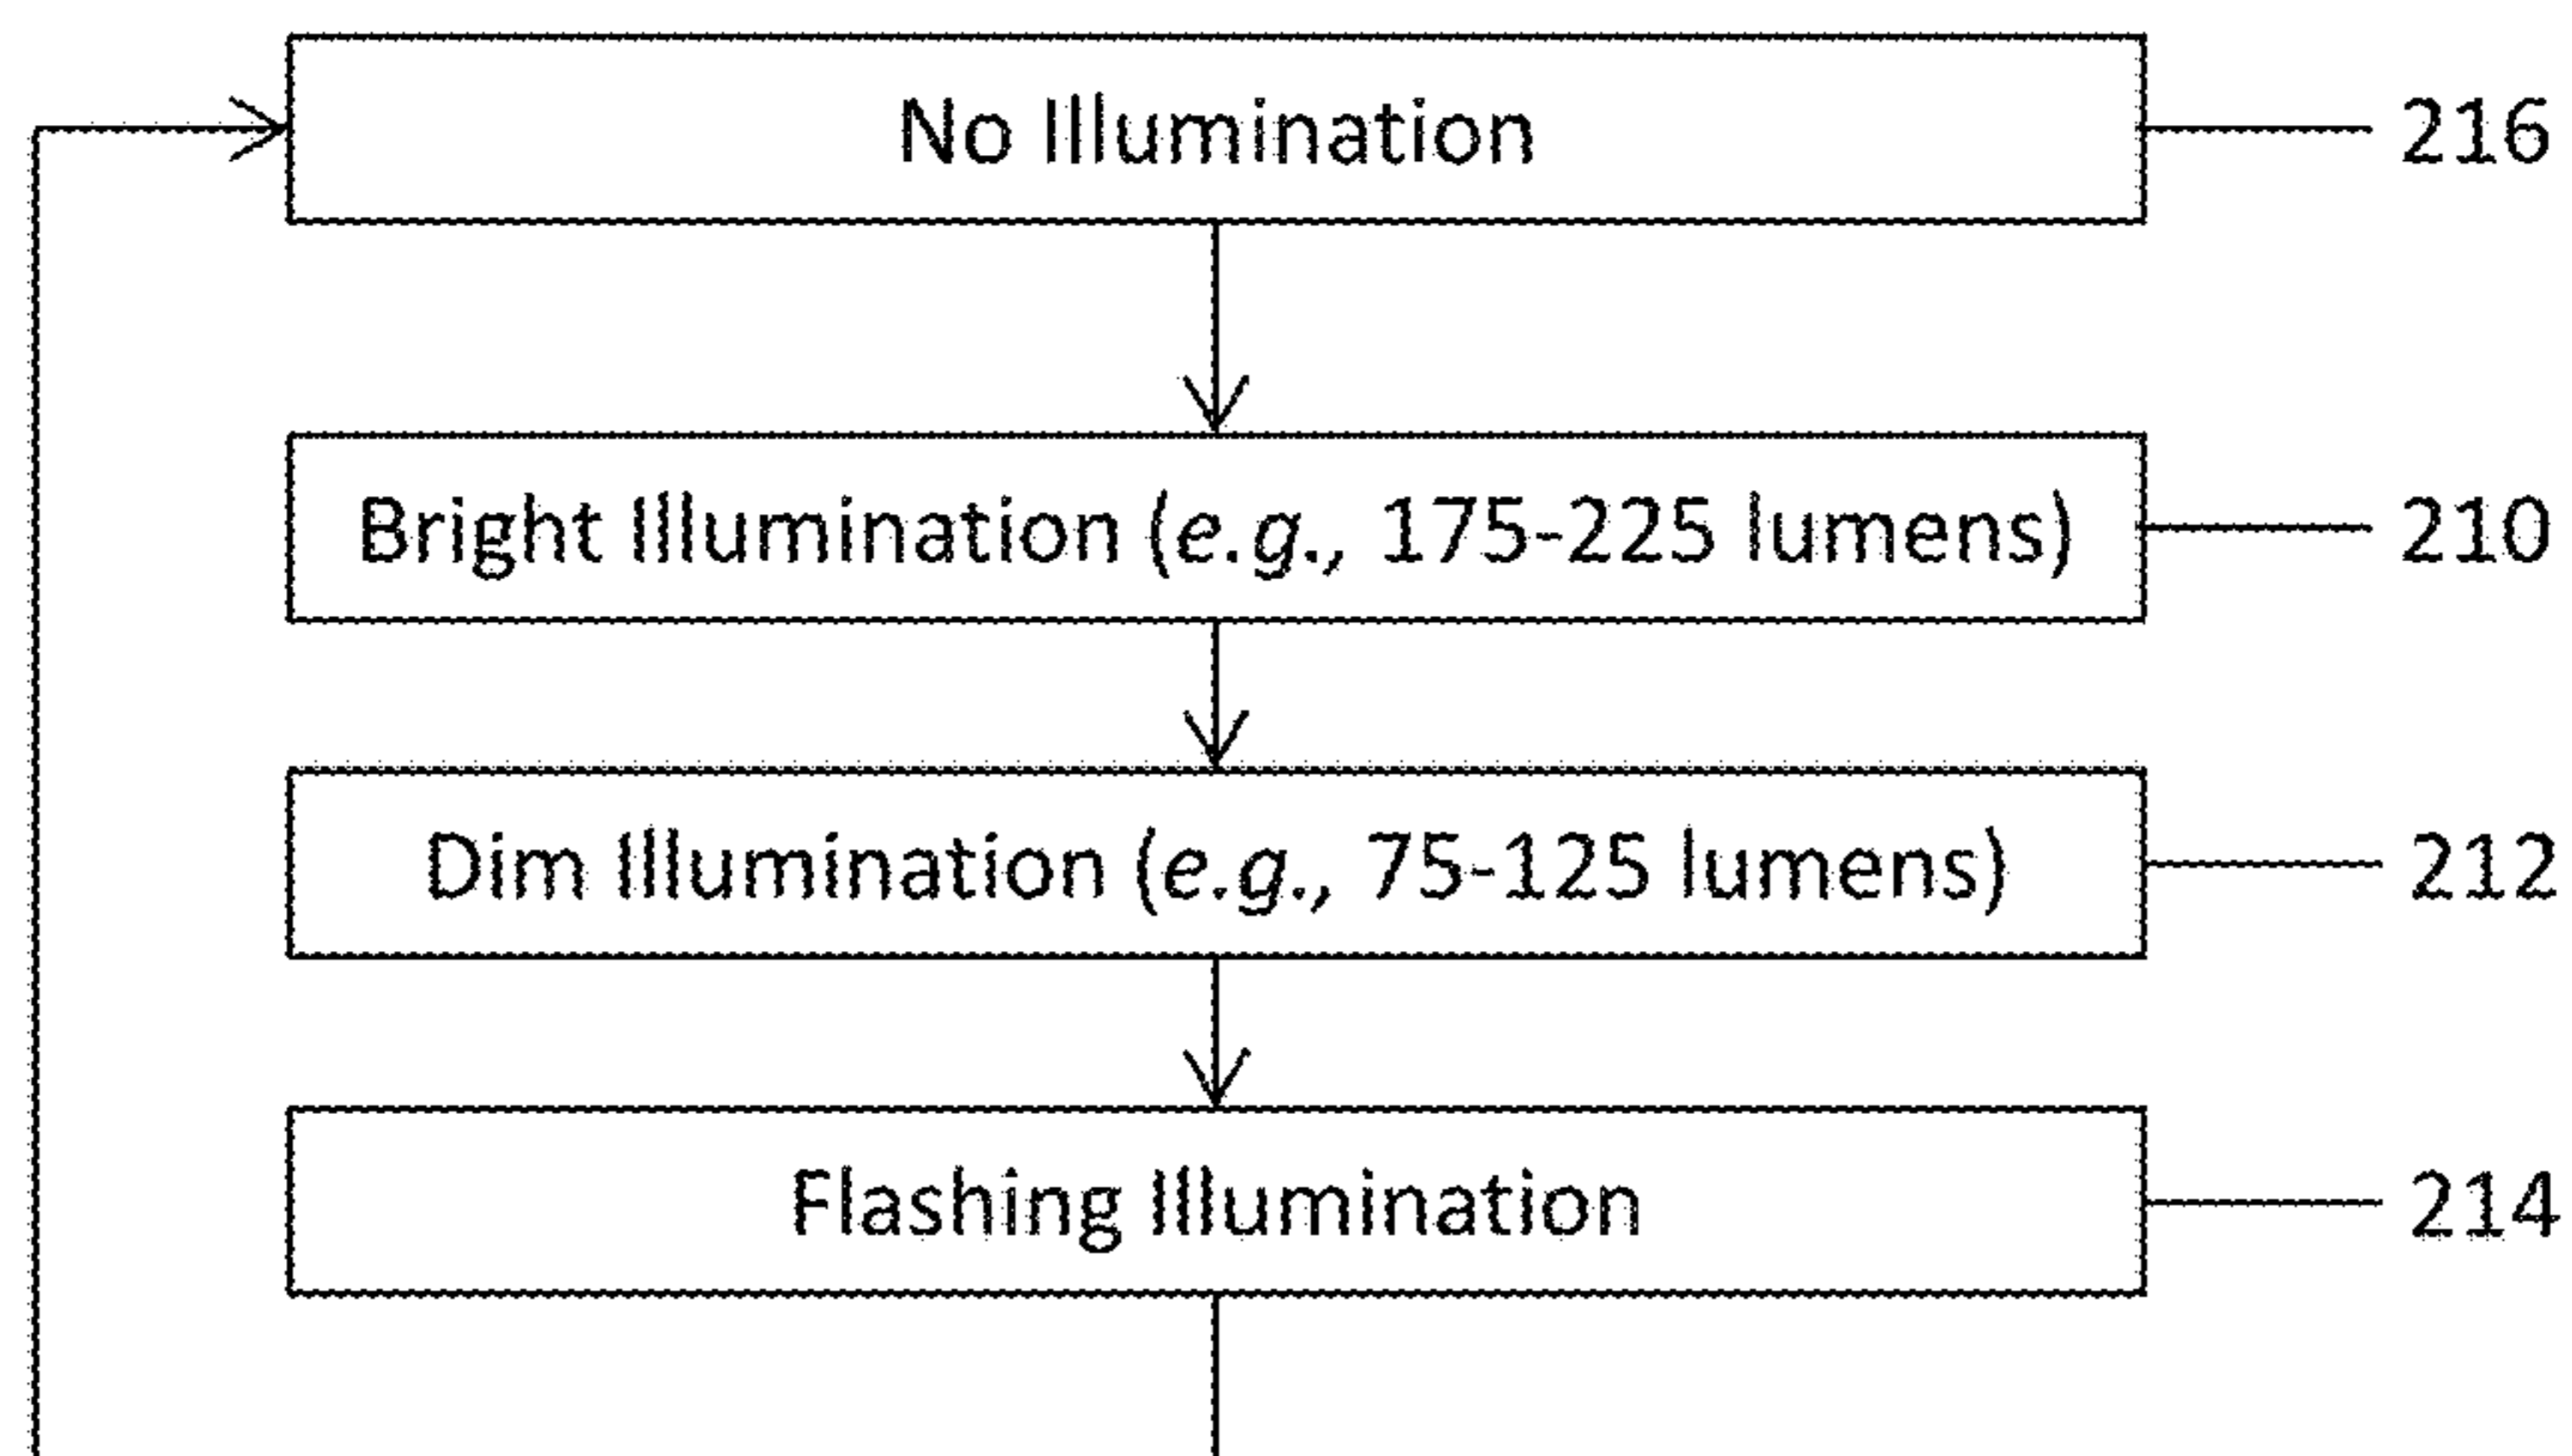 No Illumination 216
Bright Illumination (e.g., 175-225 lumens) 210
Dim Illumination (e.g., 75-125 lumens) 212
Flashing Illumination 214